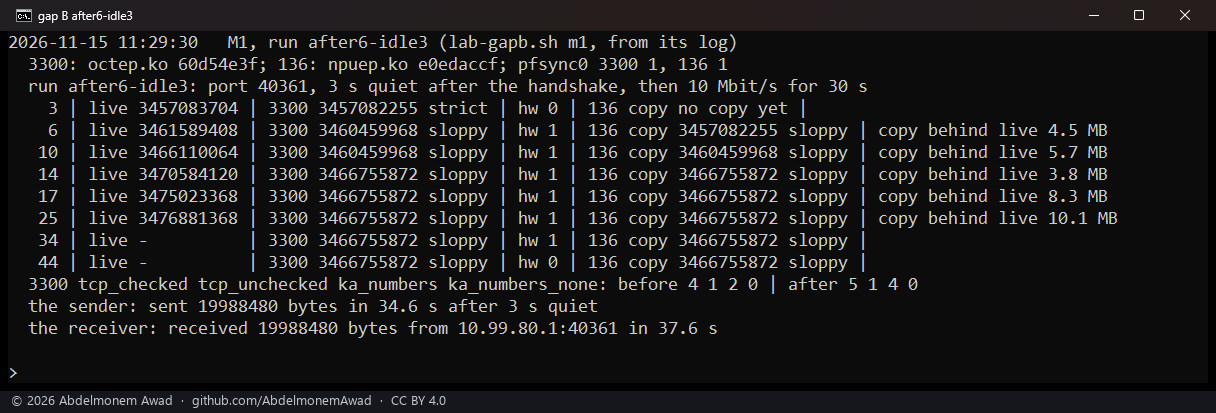 gap B after6-idle3
2026-11-15 11:29:30   M1, run after6-idle3 (lab-gapb.sh m1, from its log)
  3300: octep.ko 60d54e3f; 136: npuep.ko e0edaccf; pfsync0 3300 1, 136 1
  run after6-idle3: port 40361, 3 s quiet after the handshake, then 10 Mbit/s for 30 s
    3 | live 3457083704 | 3300 3457082255 strict | hw 0 | 136 copy no copy yet |
    6 | live 3461589408 | 3300 3460459968 sloppy | hw 1 | 136 copy 3457082255 sloppy | copy behind live 4.5 MB
   10 | live 3466110064 | 3300 3460459968 sloppy | hw 1 | 136 copy 3460459968 sloppy | copy behind live 5.7 MB
   14 | live 3470584120 | 3300 3466755872 sloppy | hw 1 | 136 copy 3466755872 sloppy | copy behind live 3.8 MB
   17 | live 3475023368 | 3300 3466755872 sloppy | hw 1 | 136 copy 3466755872 sloppy | copy behind live 8.3 MB
   25 | live 3476881368 | 3300 3466755872 sloppy | hw 1 | 136 copy 3466755872 sloppy | copy behind live 10.1 MB
   34 | live -          | 3300 3466755872 sloppy | hw 1 | 136 copy 3466755872 sloppy |
   44 | live -          | 3300 3466755872 sloppy | hw 0 | 136 copy 3466755872 sloppy |
  3300 tcp_checked tcp_unchecked ka_numbers ka_numbers_none: before 4 1 2 0 | after 5 1 4 0
  the sender: sent 19988480 bytes in 34.6 s after 3 s quiet
  the receiver: received 19988480 bytes from 10.99.80.1:40361 in 37.6 s
>
© 2026 Abdelmonem Awad · github.com/AbdelmonemAwad · CC BY 4.0